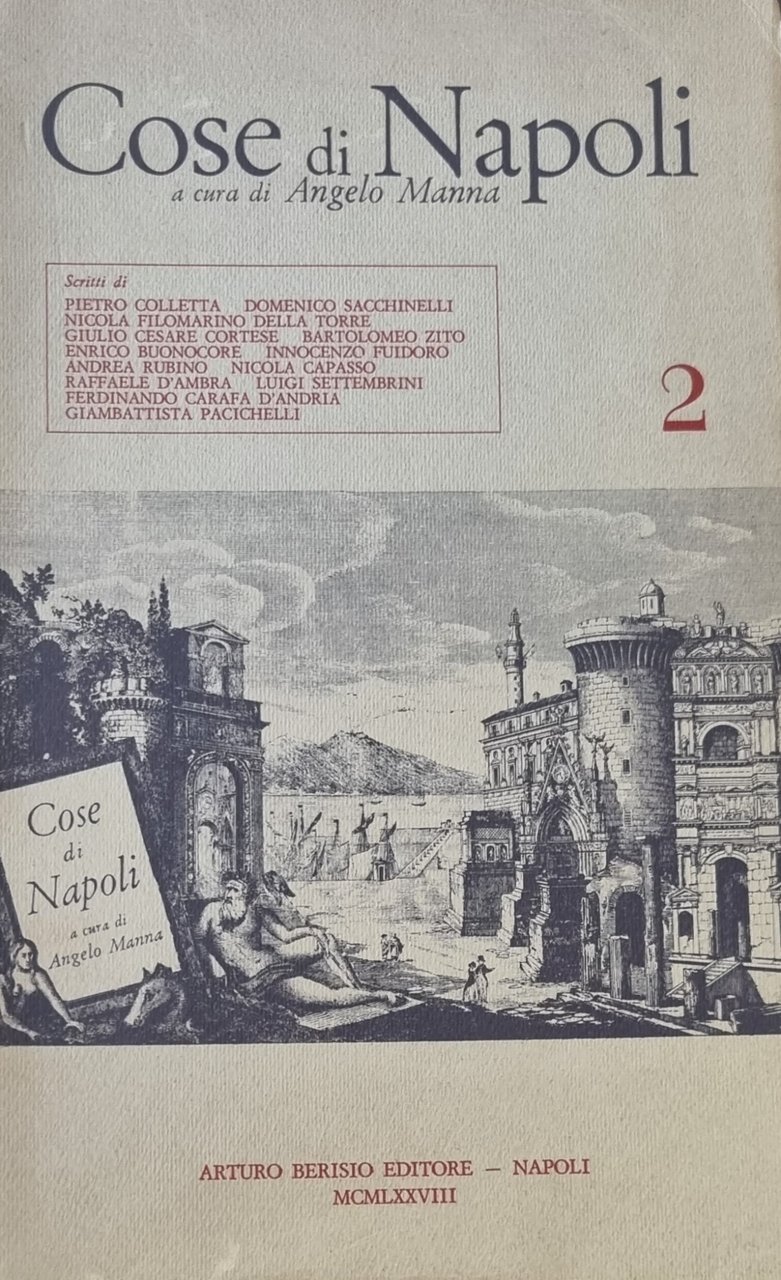 Cose di Napoli
a cura di Angelo Manna
Scritti di
PIETRO COLLETTA DOMENICO SACCHINELLI
NICOLA FILOMARINO DELLA TORRE
GIULIO CESARE CORTESE BARTOLOMEO ZITO
ENRICO BUONOCORE INNOCENZO FUIDORO
ANDREA RUBINO NICOLA CAPASSO
RAFFAELE D'AMBRA LUIGI SETTEMBRINI
FERDINANDO CARAFA D'ANDRIA
GIAMBATTISTA PACICHELLI
2
Cose
di
Napoli
a cura di
Angelo Manna
ARTURO BERISIO EDITORE – NAPOLI
MCMLXXVIII